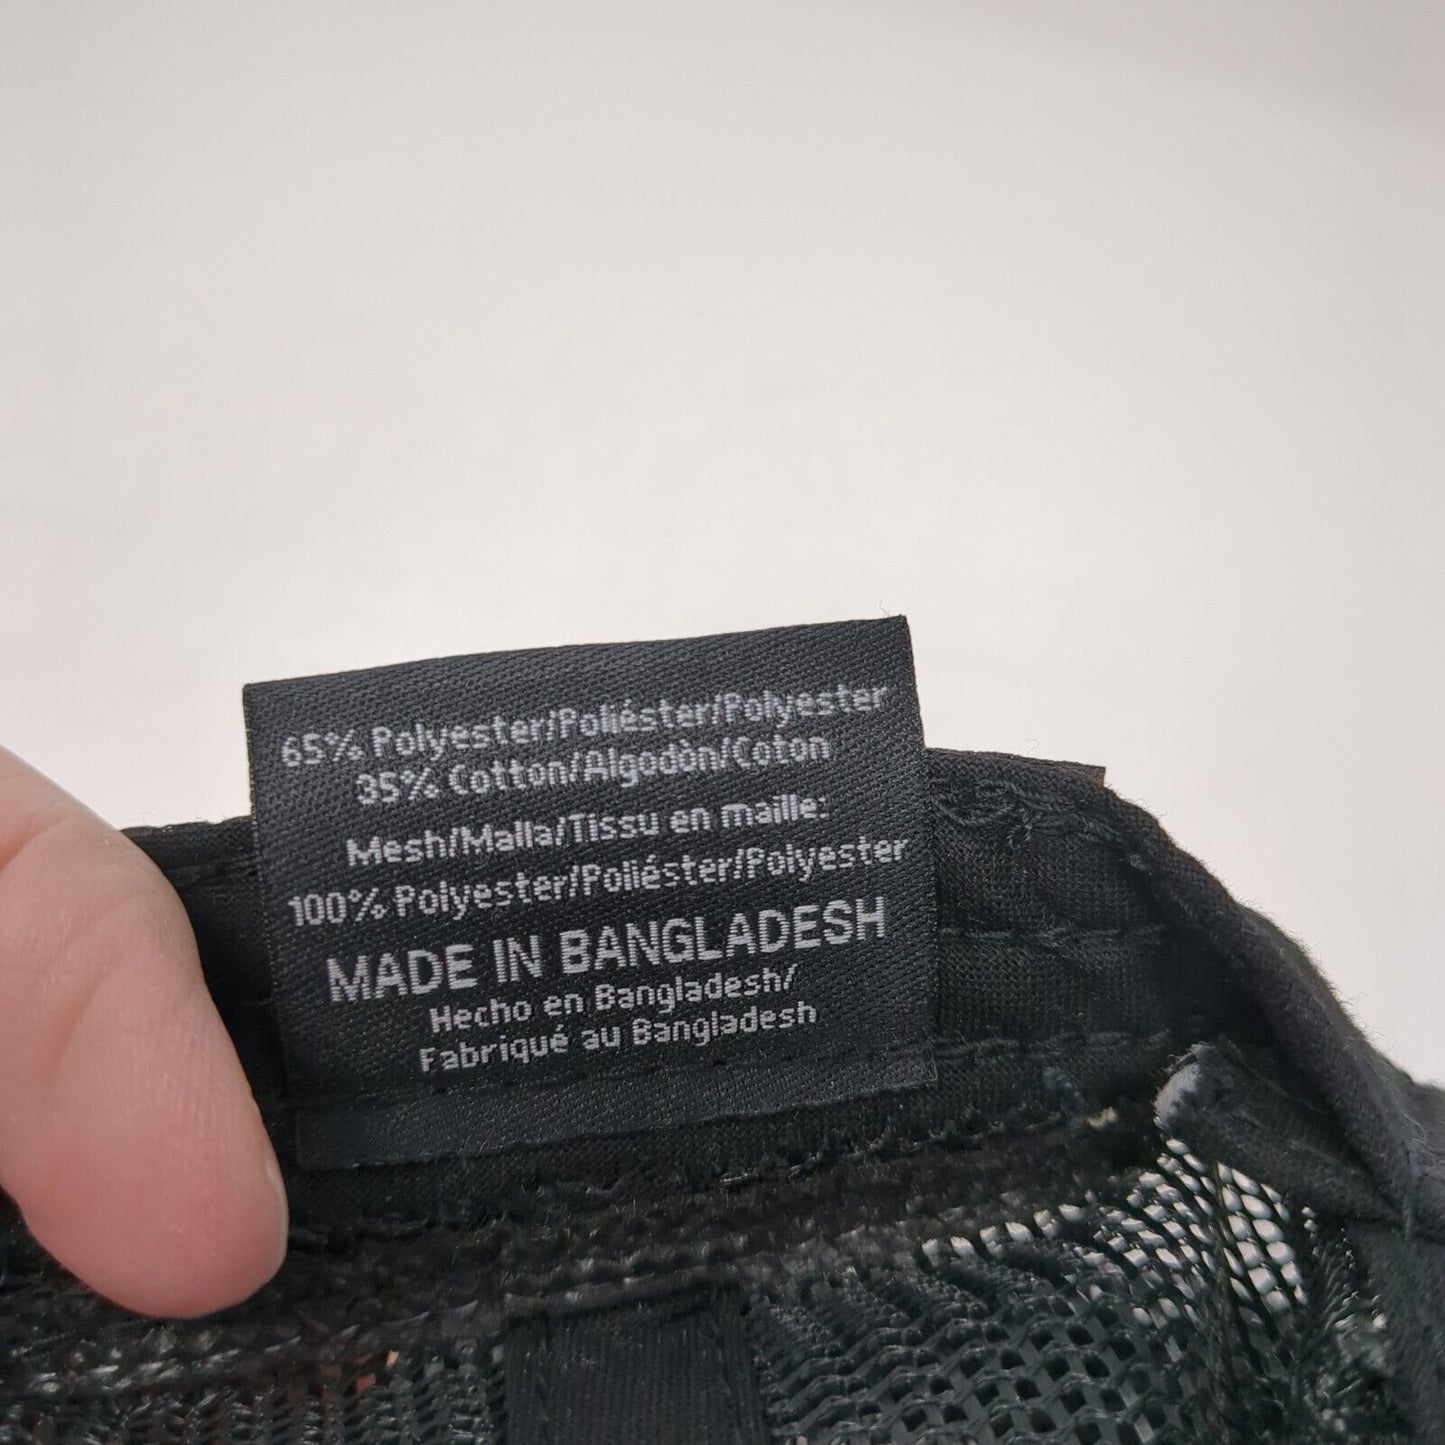 65% Polyester/Poliéster/Polyester
35% Cotton/Algodòn/Coton
Mesh/Malla/Tissu en maille:
100% Polyester/Poliéster/Polyester
MADE IN BANGLADESH
Hecho en Bangladesh/
Fabriqué au Bangladesh